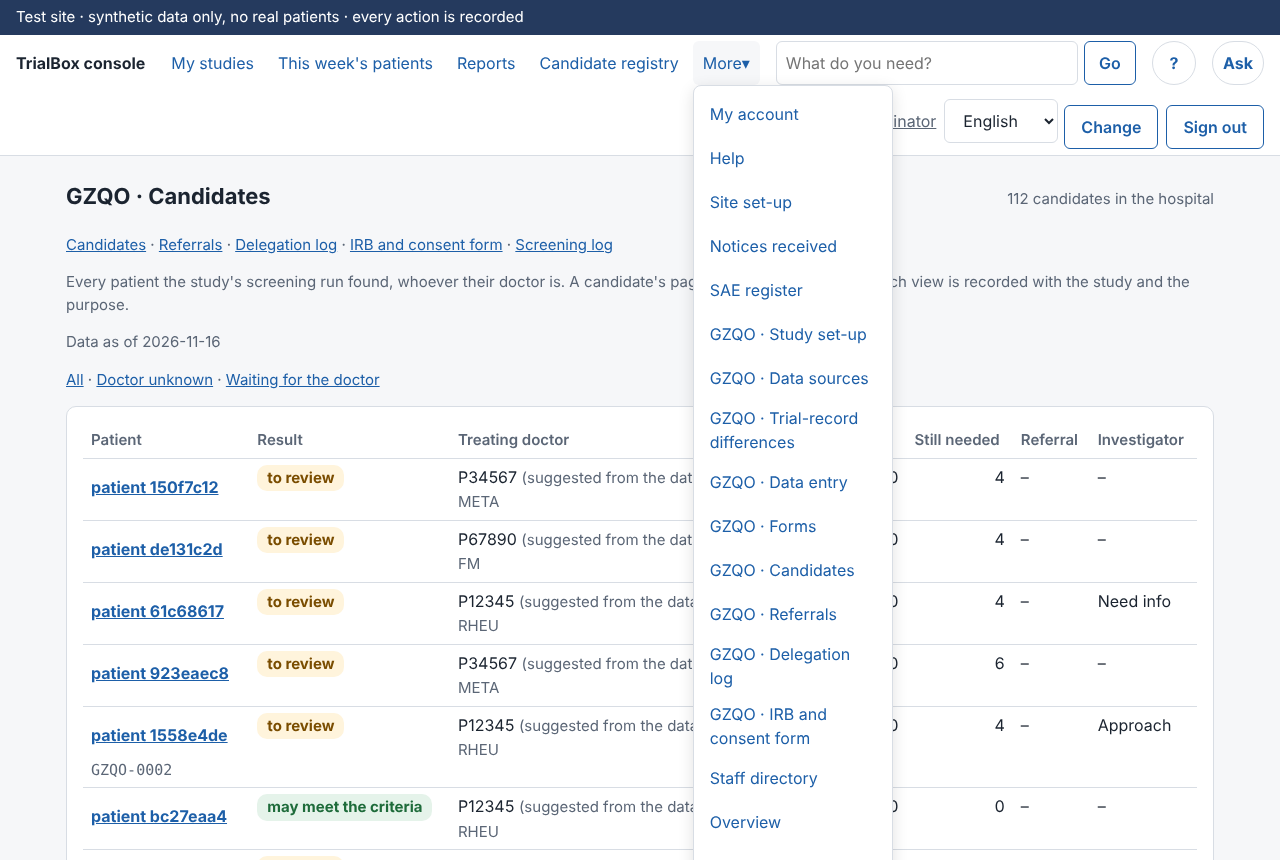 Test site · synthetic data only, no real patients · every action is recorded
TrialBox console My studies This week's patients Reports Candidate registry More▾ What do you need? Go ? Ask
inator English Change Sign out
My account
Help
Site set-up
Notices received
SAE register
GZQO · Study set-up
GZQO · Data sources
GZQO · Trial-record
differences
GZQO · Data entry
GZQO · Forms
GZQO · Candidates
GZQO · Referrals
GZQO · Delegation
log
GZQO · IRB and
consent form
Staff directory
Overview
GZQO · Candidates 112 candidates in the hospital
Candidates · Referrals · Delegation log · IRB and consent form · Screening log
Every patient the study's screening run found, whoever their doctor is. A candidate's pag ch view is recorded with the study and the
purpose.
Data as of 2026-11-16
All · Doctor unknown · Waiting for the doctor
Patient Result Treating doctor Still needed Referral Investigator
patient 150f7c12 to review P34567 (suggested from the dat 0 4 – –
META
patient de131c2d to review P67890 (suggested from the dat 0 4 – –
FM
patient 61c68617 to review P12345 (suggested from the data 0 4 – Need info
RHEU
patient 923eaec8 to review P34567 (suggested from the dat 0 6 – –
META
patient 1558e4de to review P12345 (suggested from the data 0 4 – Approach
RHEU
GZQO-0002
patient bc27eaa4 may meet the criteria P12345 (suggested from the data 0 0 – –
RHEU